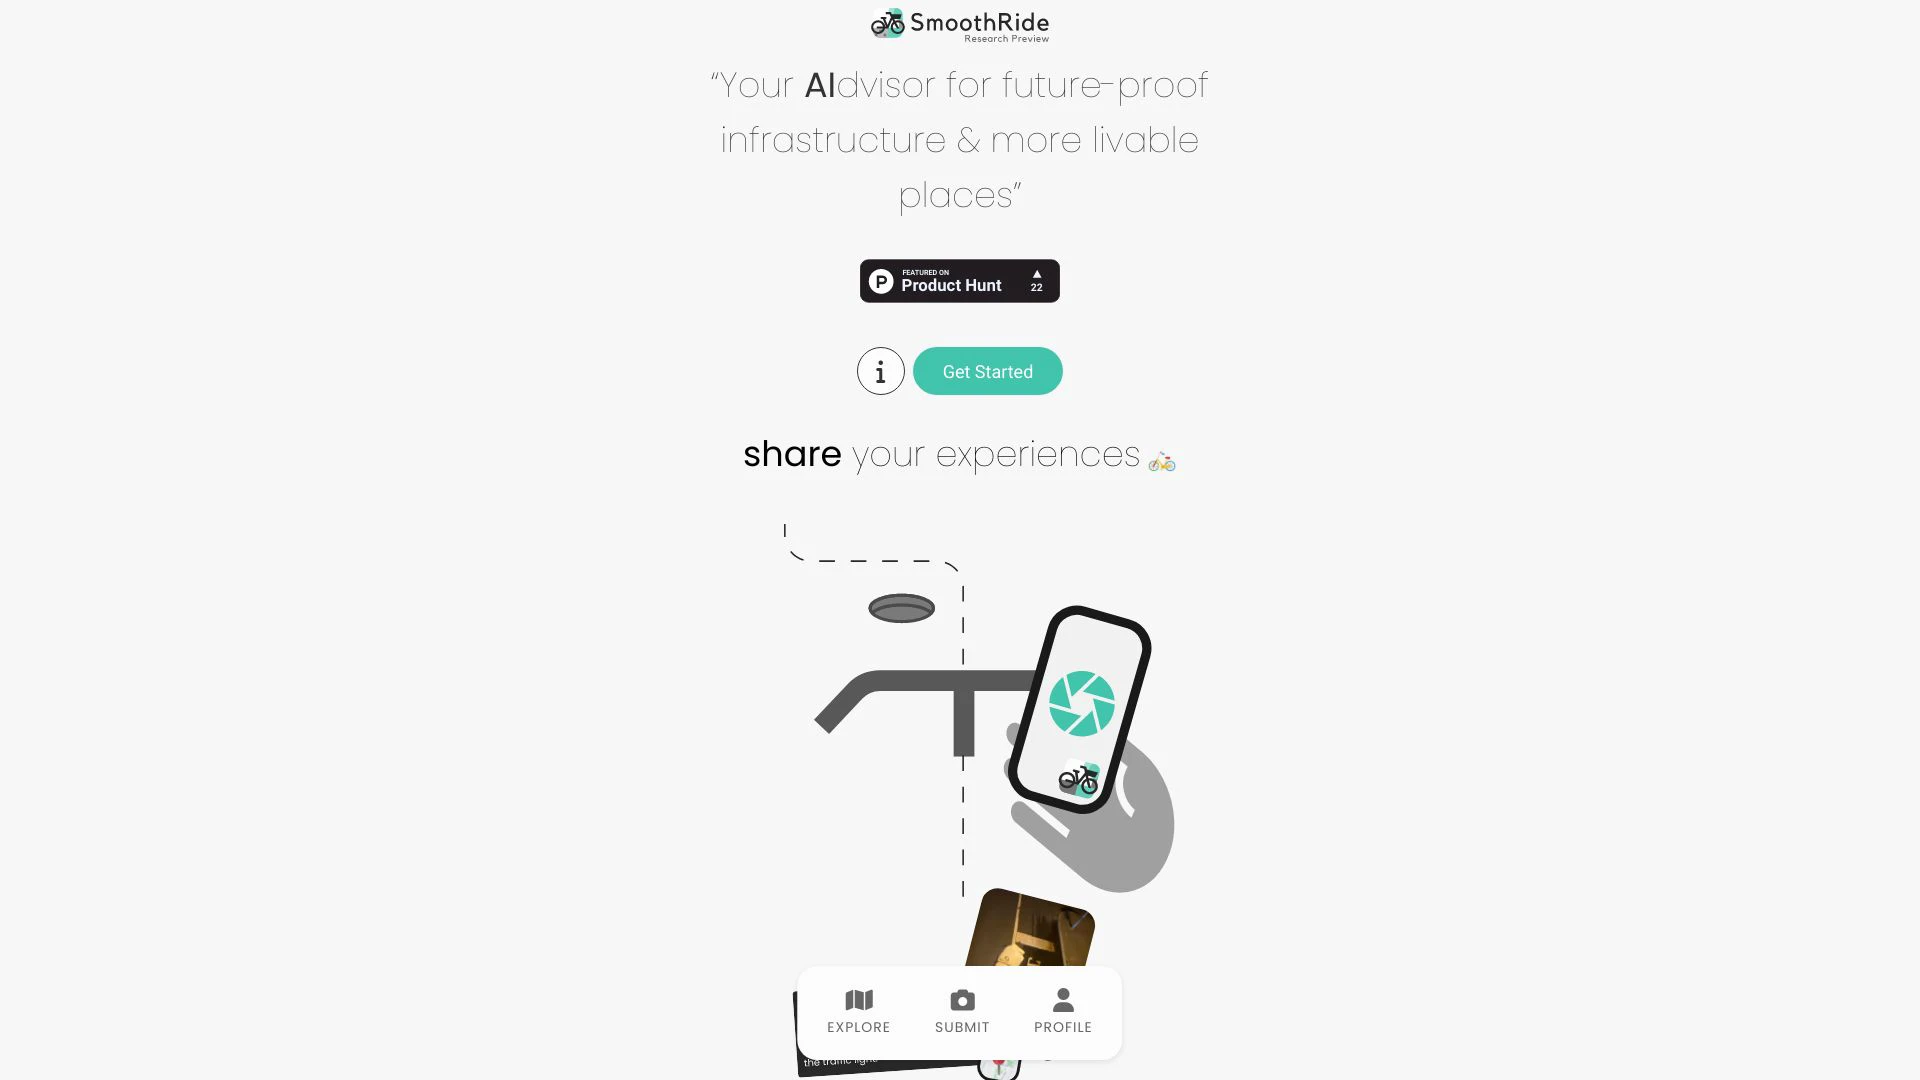 SmoothRide
Research Preview
“Your AIdvisor for future-proof
infrastructure & more livable
places”
FEATURED ON
Product Hunt
22
Get Started
share your experiences
EXPLORE
SUBMIT
PROFILE
the traffic light